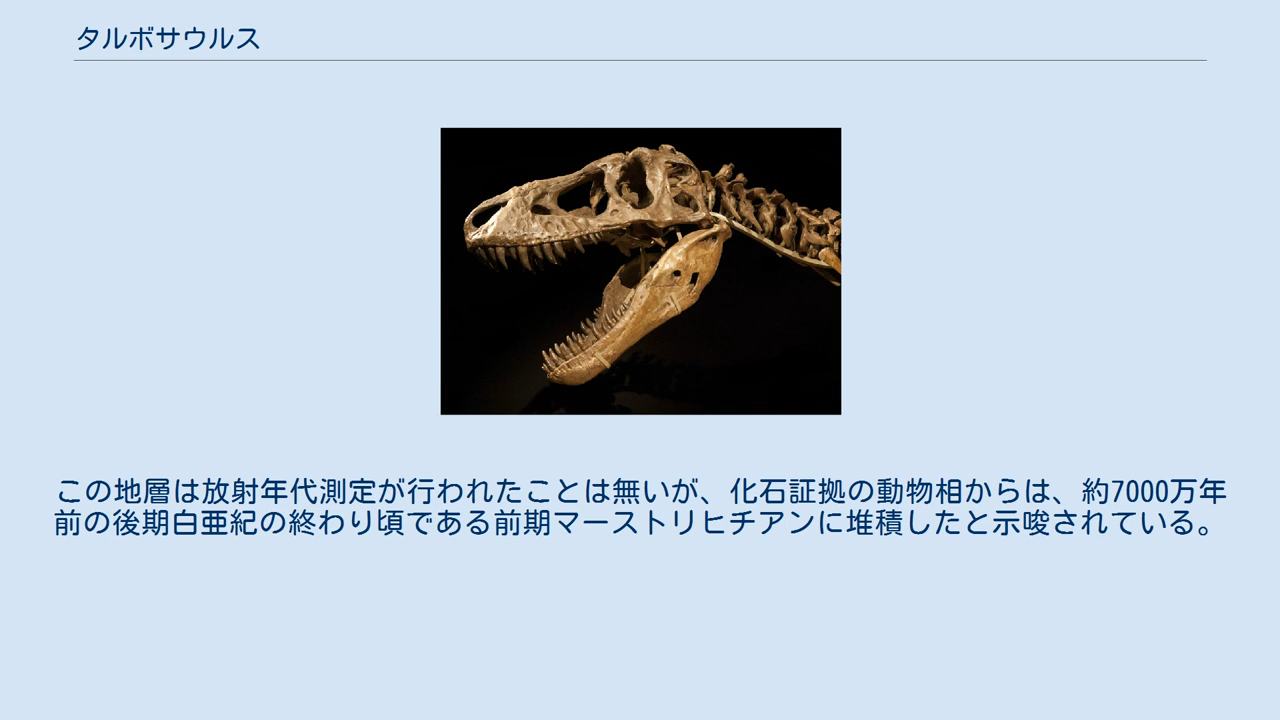 タルボサウルス
この地層は放射年代測定が行われたことは無いが、化石証拠の動物相からは、約7000万年
前の後期白亜紀の終わり頃である前期マーストリヒチアンに堆積したと示唆されている。